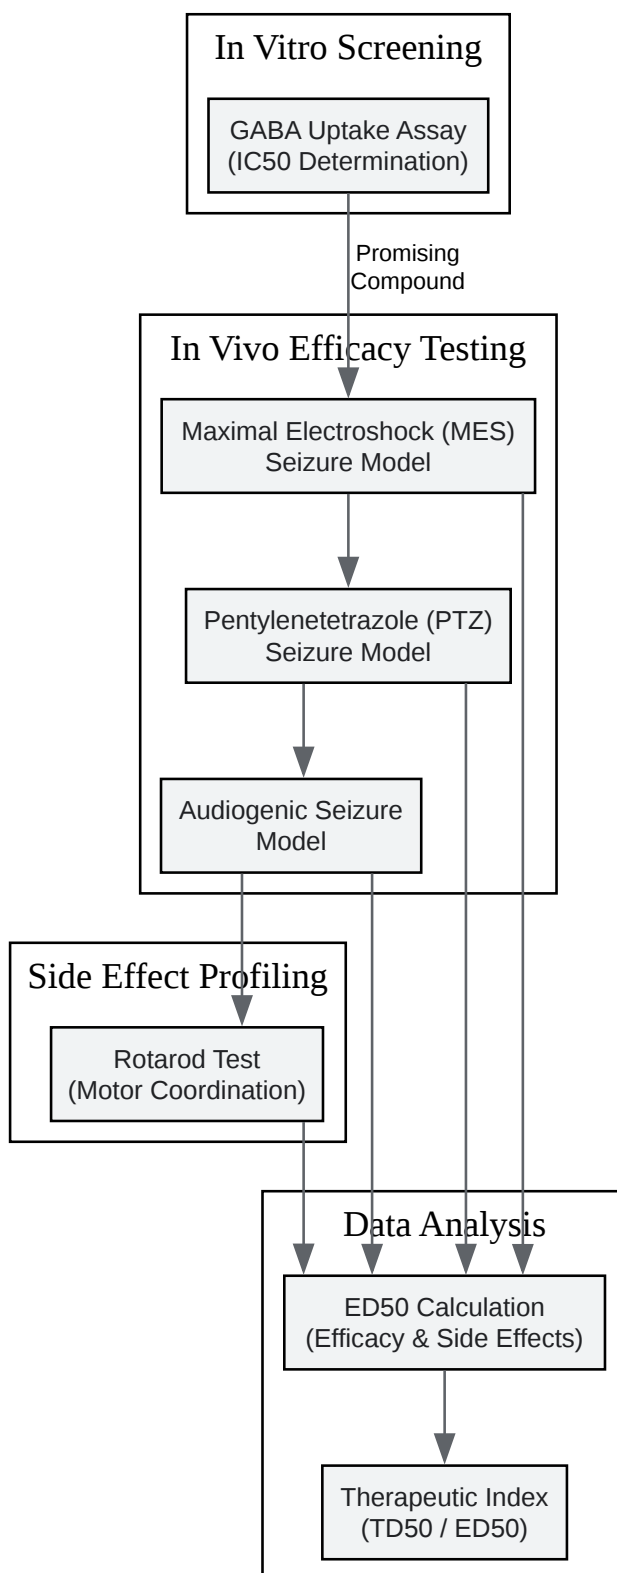 In Vitro Screening
GABA Uptake Assay
(IC50 Determination)
Promising
Compound
In Vivo Efficacy Testing
Maximal Electroshock (MES)
Seizure Model
Pentylenetetrazole (PTZ)
Seizure Model
Audiogenic Seizure
Model
Side Effect Profiling
Rotarod Test
(Motor Coordination)
Data Analysis
ED50 Calculation
(Efficacy & Side Effects)
Therapeutic Index
(TD50 / ED50)